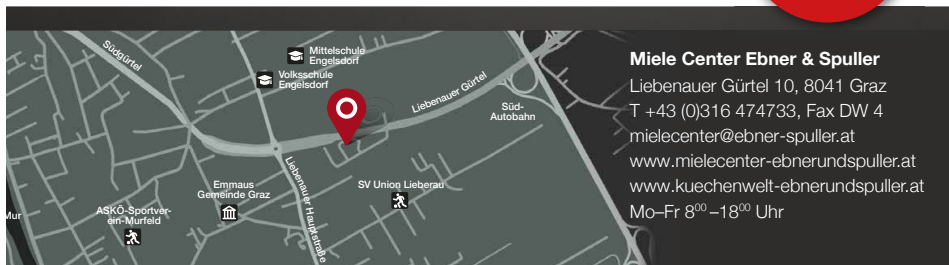 Mittelschule
Engelsdorf
Südgürtel
Volksschule
Engelsdorf
Liebenauer Gürtel
Süd-
Autobahn
Liebenauer Hauptstraße
Emmaus
Gemeinde Graz
SV Union Lieberau
ASKÖ-Sportver-
ein-Murfeld
Mur
Miele Center Ebner & Spuller
Liebenauer Gürtel 10, 8041 Graz
T +43 (0)316 474733, Fax DW 4
mielecenter@ebner-spuller.at
www.mielecenter-ebnerundspuller.at
www.kuechenwelt-ebnerundspuller.at
Mo–Fr 8⁰⁰–18⁰⁰ Uhr